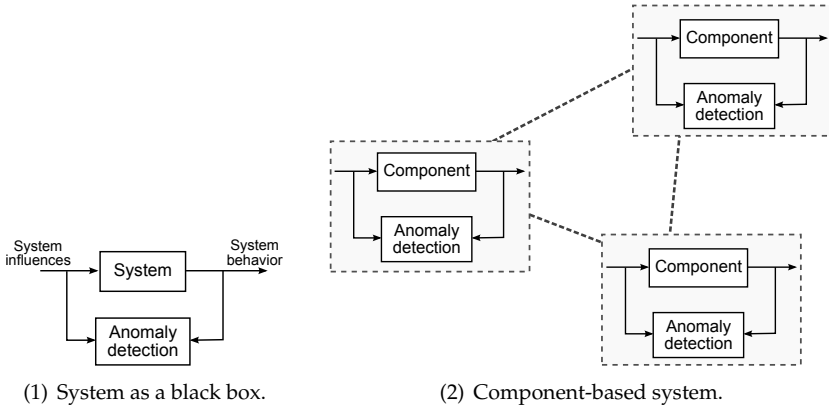 System
influences
System
System
behavior
Anomaly
detection
(1) System as a black box.
Component
Anomaly
detection
Component
Anomaly
detection
Component
Anomaly
detection
(2) Component-based system.